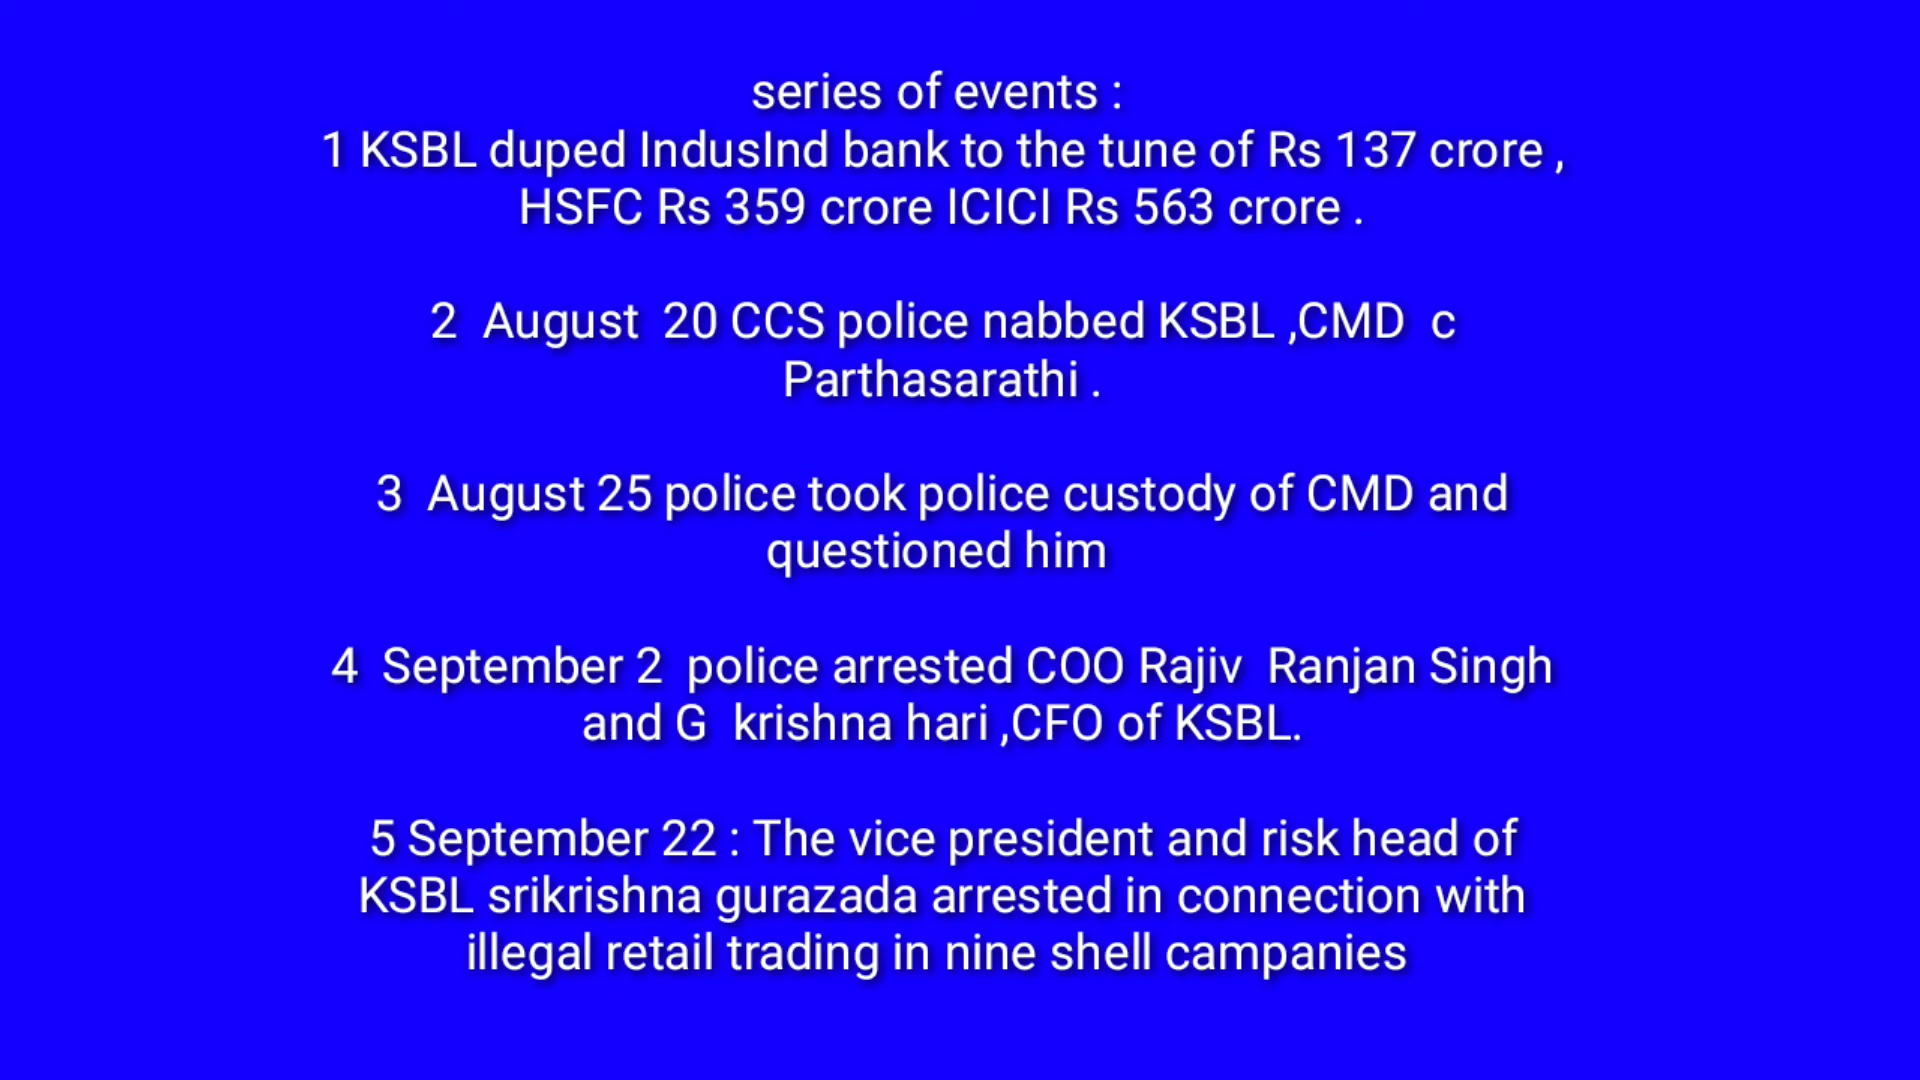 series of events :
1 KSBL duped IndusInd bank to the tune of Rs 137 crore ,
HSFC Rs 359 crore ICICI Rs 563 crore .
2  August  20 CCS police nabbed KSBL ,CMD  c
Parthasarathi .
3  August 25 police took police custody of CMD and
questioned him
4  September 2  police arrested COO Rajiv  Ranjan Singh
and G  krishna hari ,CFO of KSBL.
5 September 22 : The vice president and risk head of
KSBL srikrishna gurazada arrested in connection with
illegal retail trading in nine shell campanies